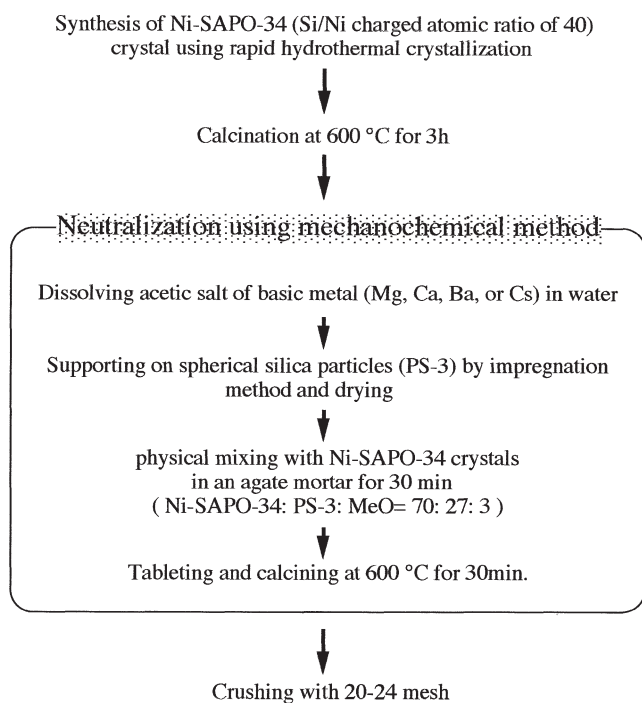 Synthesis of Ni-SAPO-34 (Si/Ni charged atomic ratio of 40)
crystal using rapid hydrothermal crystallization
Calcination at 600 °C for 3h
Neutralization using mechanochemical method
Dissolving acetic salt of basic metal (Mg, Ca, Ba, or Cs) in water
Supporting on spherical silica particles (PS-3) by impregnation
method and drying
physical mixing with Ni-SAPO-34 crystals
in an agate mortar for 30 min
( Ni-SAPO-34: PS-3: MeO= 70: 27: 3 )
Tableting and calcining at 600 °C for 30min.
Crushing with 20-24 mesh